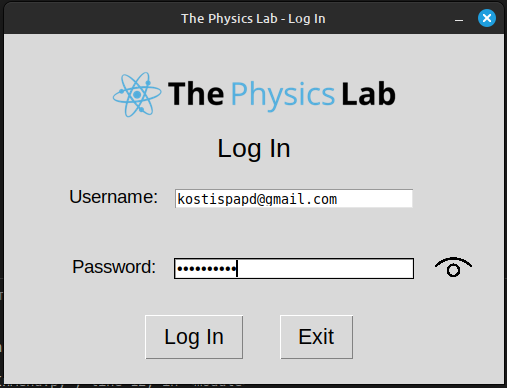 The Physics Lab - Log In
The Physics Lab
Log In
Username: kostispapd@gmail.com
Password: ••••••••••
Log In Exit